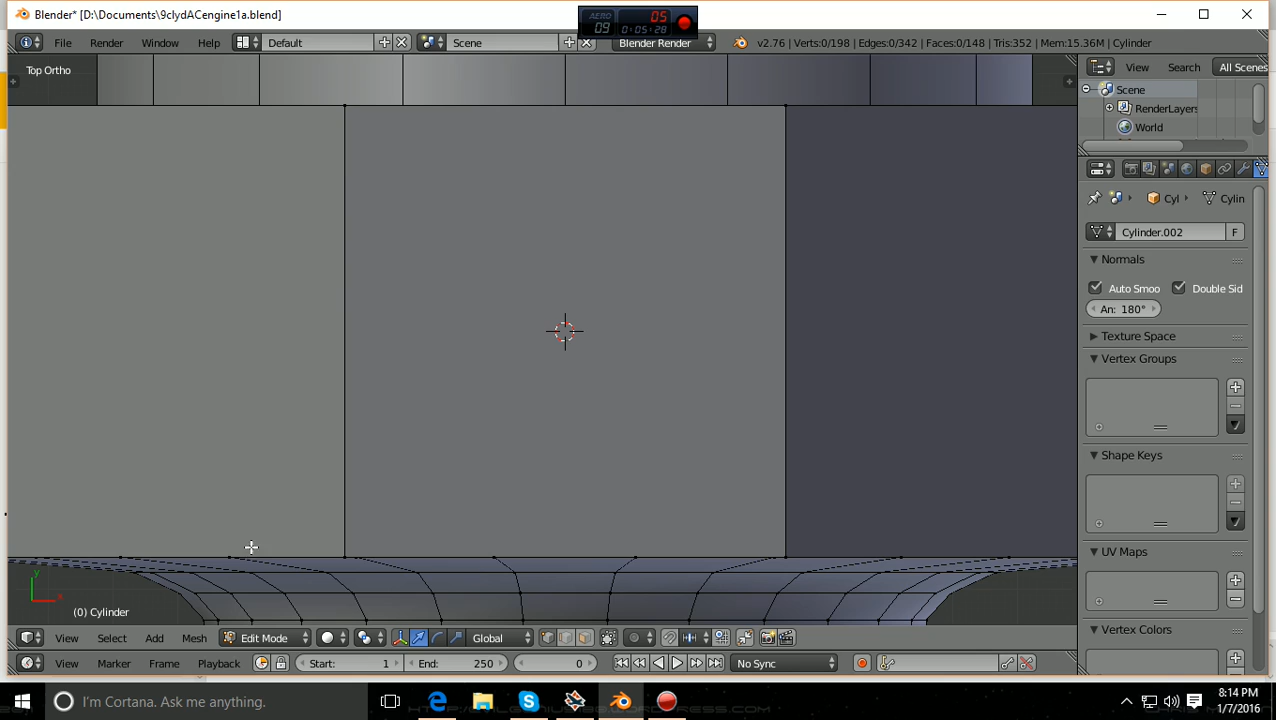 Blender* [D:\Documents\9clydACengine1a.blend]
AERO 09 05 0:05:28
File Render Window Help Default Scene Blender Render v2.76 | Verts:0/198 | Edges:0/342 | Faces:0/148 | Tris:352 | Mem:15.36M | Cylinder
Top Ortho
View Search All Scenes
Scene
RenderLayers
World
Cyl Cylin
Cylinder.002 F
Normals
Auto Smoo Double Sid
An: 180°
Texture Space
Vertex Groups
Shape Keys
UV Maps
Vertex Colors
y
x
(0) Cylinder
View Select Add Mesh Edit Mode Global
View Marker Frame Playback Start: 1 End: 250 0 No Sync
I'm Cortana. Ask me anything.
8:14 PM
1/7/2016